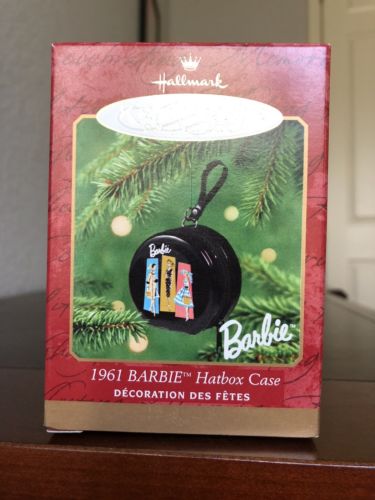 Hallmark
Barbie
Barbie
1961 BARBIE™ Hatbox Case
DÉCORATION DES FÊTES